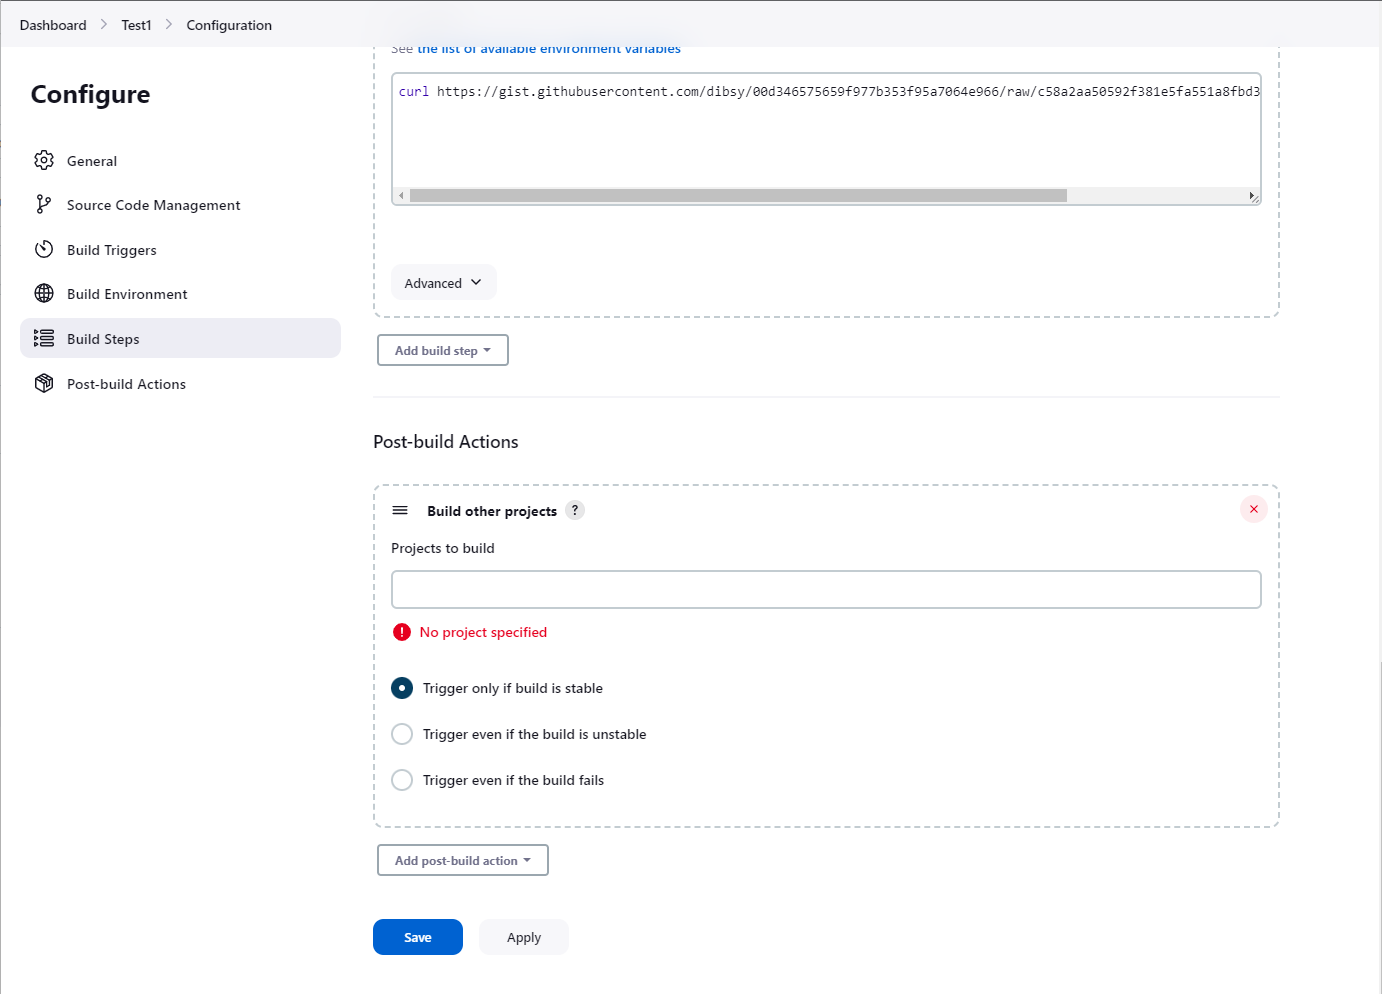 Dashboard > Test1 > Configuration
Configure
General
Source Code Management
Build Triggers
Build Environment
Build Steps
Post-build Actions
See the list of available environment variables
curl https://gist.githubusercontent.com/dibsy/00d346575659f977b353f95a7064e966/raw/c58a2aa50592f381e5fa551a8fbd3
Advanced
Add build step
Post-build Actions
Build other projects ?
Projects to build
No project specified
Trigger only if build is stable
Trigger even if the build is unstable
Trigger even if the build fails
Add post-build action
Save
Apply